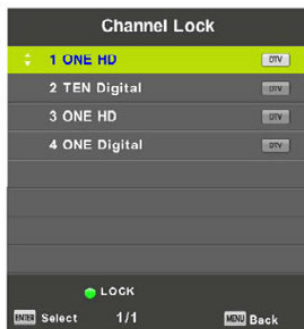 Channel Lock
1 ONE HD DTV
2 TEN Digital DTV
3 ONE HD DTV
4 ONE Digital DTV
LOCK
ENTER Select 1/1 MENU Back